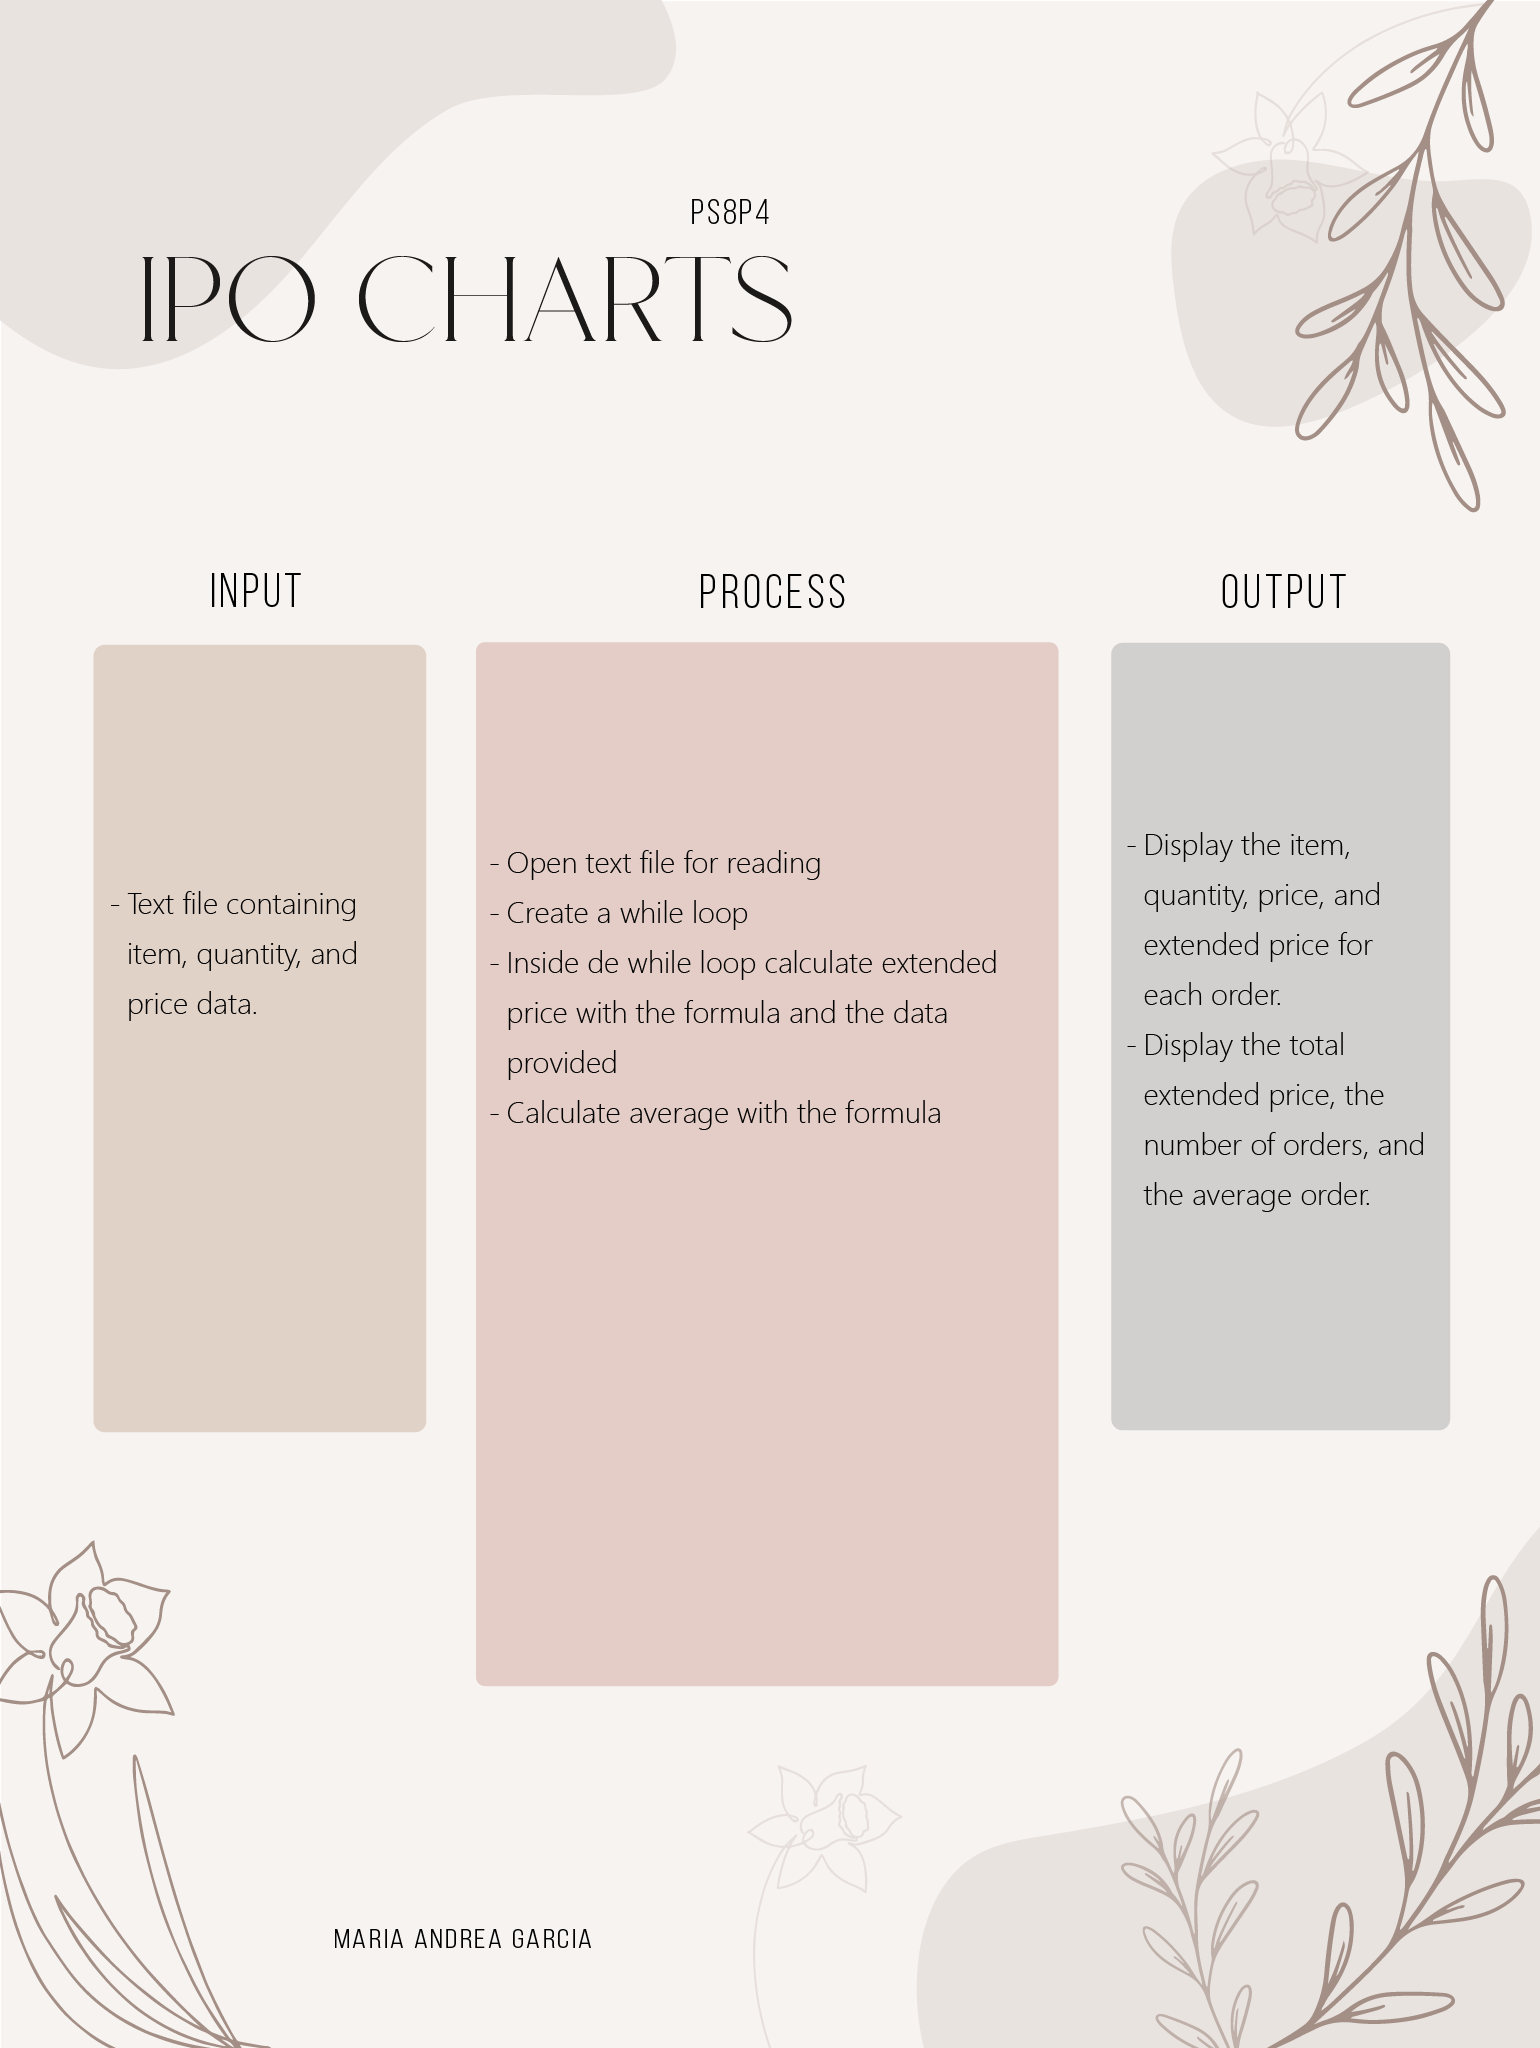 PS8P4
IPO CHARTS
INPUT
- Text file containing
item, quantity, and
price data.
PROCESS
- Open text file for reading
- Create a while loop
- Inside de while loop calculate extended
price with the formula and the data
provided
- Calculate average with the formula
OUTPUT
- Display the item,
quantity, price, and
extended price for
each order.
- Display the total
extended price, the
number of orders, and
the average order.
MARIA ANDREA GARCIA